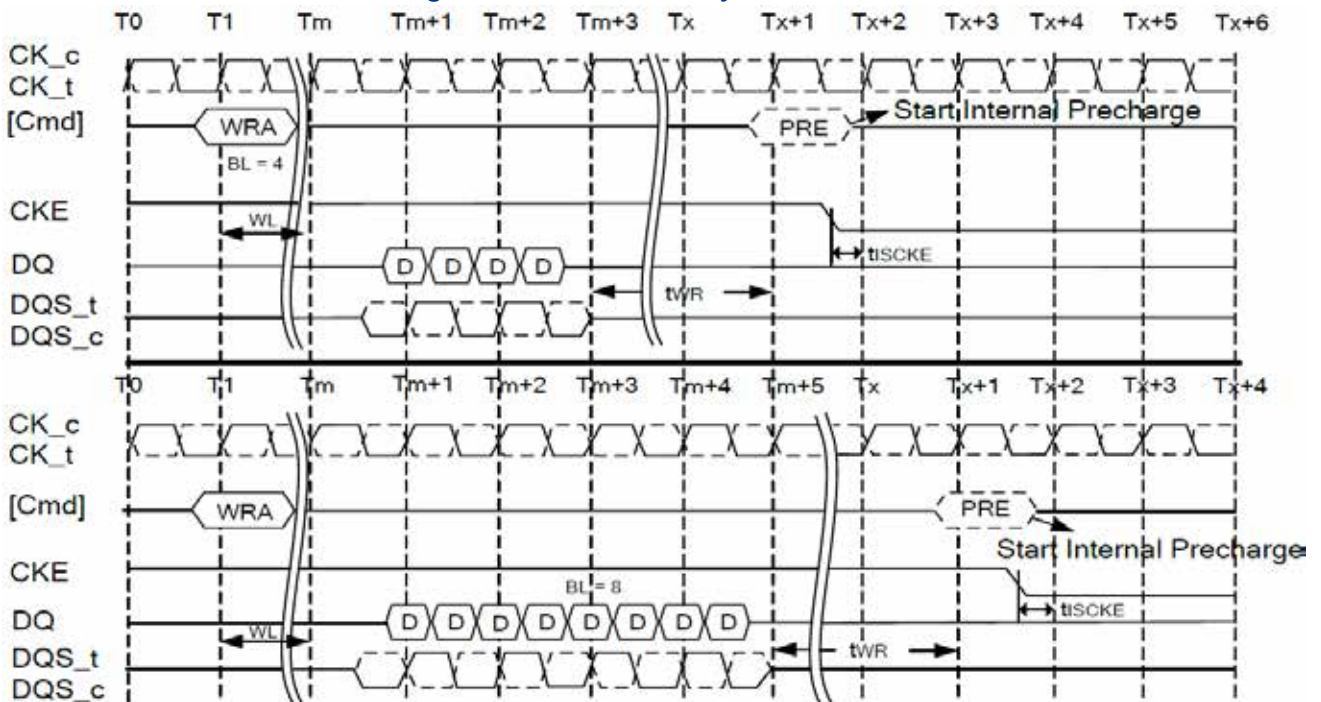 T0 T1 Tm Tm+1 Tm+2 Tm+3 Tx Tx+1 Tx+2 Tx+3 Tx+4 Tx+5 Tx+6
CK_c
CK_t
[Cmd] WRA PRE Start Internal Precharge
BL = 4
CKE
WL
tISCKE
DQ D D D D
tWR
DQS_t
DQS_c
T0 T1 Tm Tm+1 Tm+2 Tm+3 Tm+4 Tm+5 Tx Tx+1 Tx+2 Tx+3 Tx+4
CK_c
CK_t
[Cmd] WRA PRE
Start Internal Precharge
CKE
BL = 8
tISCKE
DQ D D D D D D D D
WL
tWR
DQS_t
DQS_c